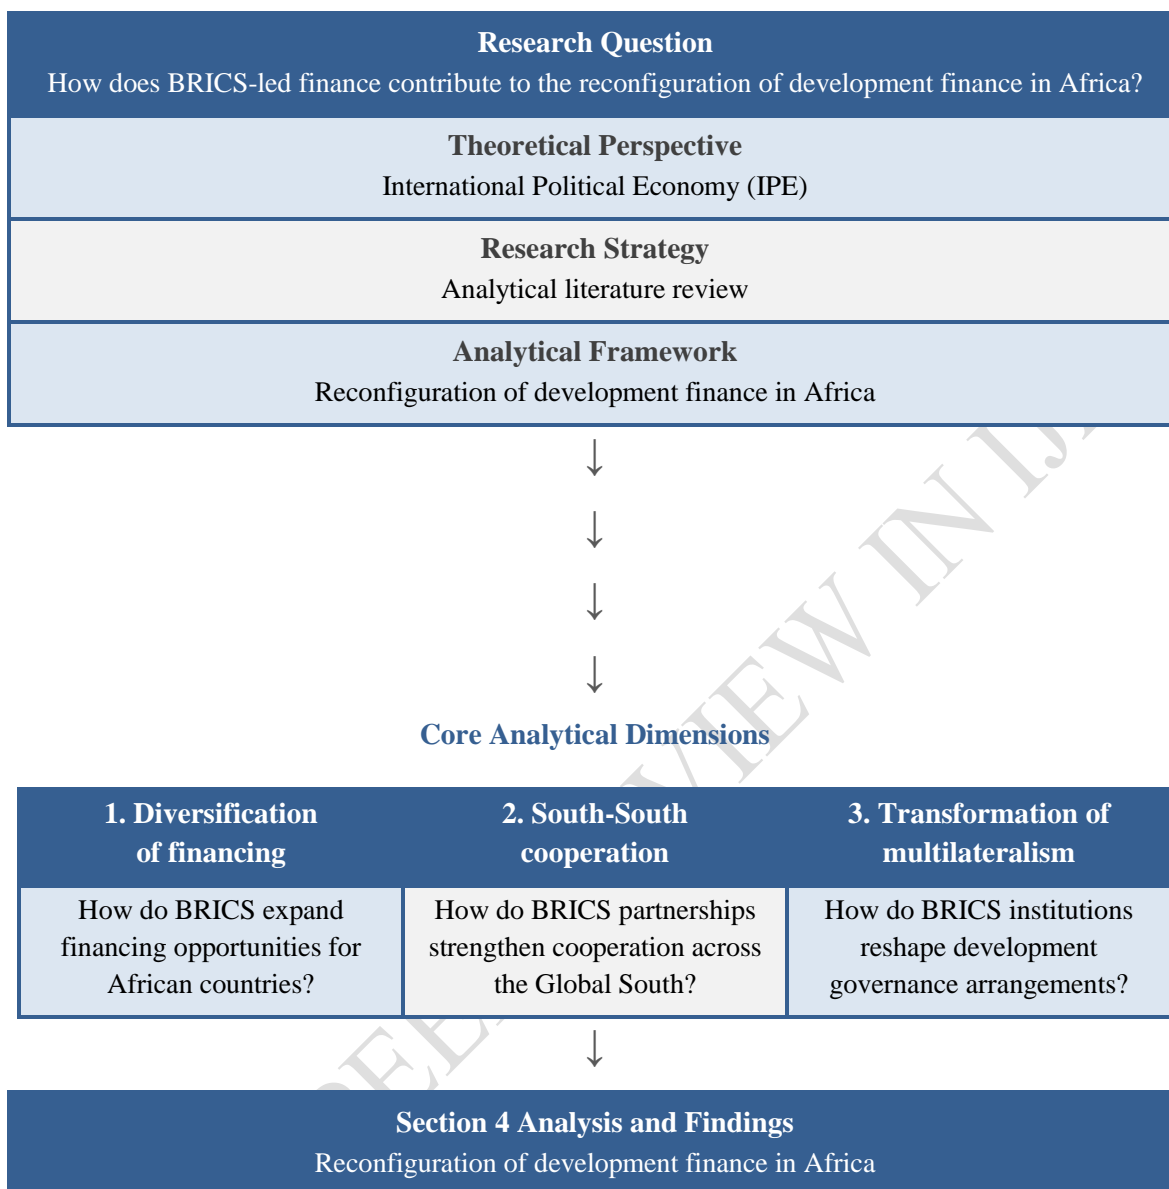 Research Question
How does BRICS-led finance contribute to the reconfiguration of development finance in Africa?
Theoretical Perspective
International Political Economy (IPE)
Research Strategy
Analytical literature review
Analytical Framework
Reconfiguration of development finance in Africa
↓
↓
↓
↓
Core Analytical Dimensions
1. Diversification
of financing
2. South-South
cooperation
3. Transformation of
multilateralism
How do BRICS expand
financing opportunities for
African countries?
How do BRICS partnerships
strengthen cooperation across
the Global South?
How do BRICS institutions
reshape development
governance arrangements?
↓
Section 4 Analysis and Findings
Reconfiguration of development finance in Africa
IN